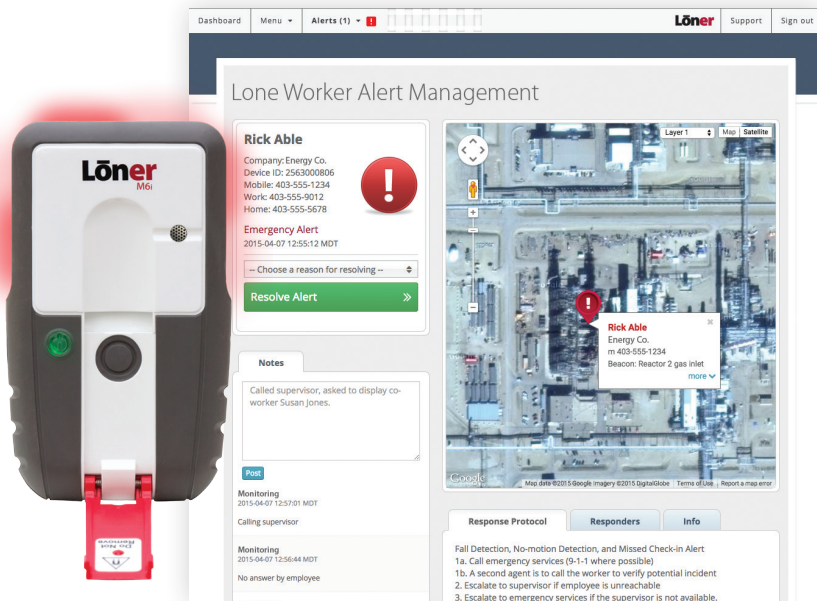 Dashboard
Menu
Alerts (1)
Lōner
Support
Sign out
Lone Worker Alert Management
Rick Able
Company: Energy Co.
Device ID: 2563000806
Mobile: 403-555-1234
Work: 403-555-9012
Home: 403-555-5678
Emergency Alert
2015-04-07 12:55:12 MDT
-- Choose a reason for resolving --
Resolve Alert »
Notes
Called supervisor, asked to display co-
worker Susan Jones.
Post
Monitoring
2015-04-07 12:57:01 MDT
Calling supervisor
Monitoring
2015-04-07 12:56:44 MDT
No answer by employee
Layer 1
Map
Satellite
Rick Able
Energy Co.
m 403-555-1234
Beacon: Reactor 2 gas inlet
more
Google
Map data ©2015 Google Imagery ©2015 DigitalGlobe
Terms of Use
Report a map error
Response Protocol
Responders
Info
Fall Detection, No-motion Detection, and Missed Check-in Alert
1a. Call emergency services (9-1-1 where possible)
1b. A second agent is to call the worker to verify potential incident
2. Escalate to supervisor if employee is unreachable
3. Escalate to emergency services if the supervisor is not available.
Lōner
M6i
Do Not
Remove